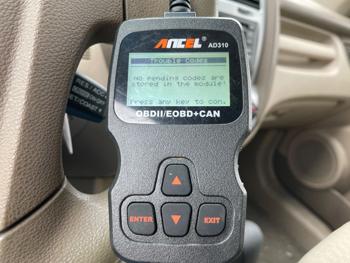 ANCEL
AD310
Trouble Codes
No pending codes are
stored in the module!
Press any key to con.
OBDII/EOBD+CAN
ENTER
EXIT